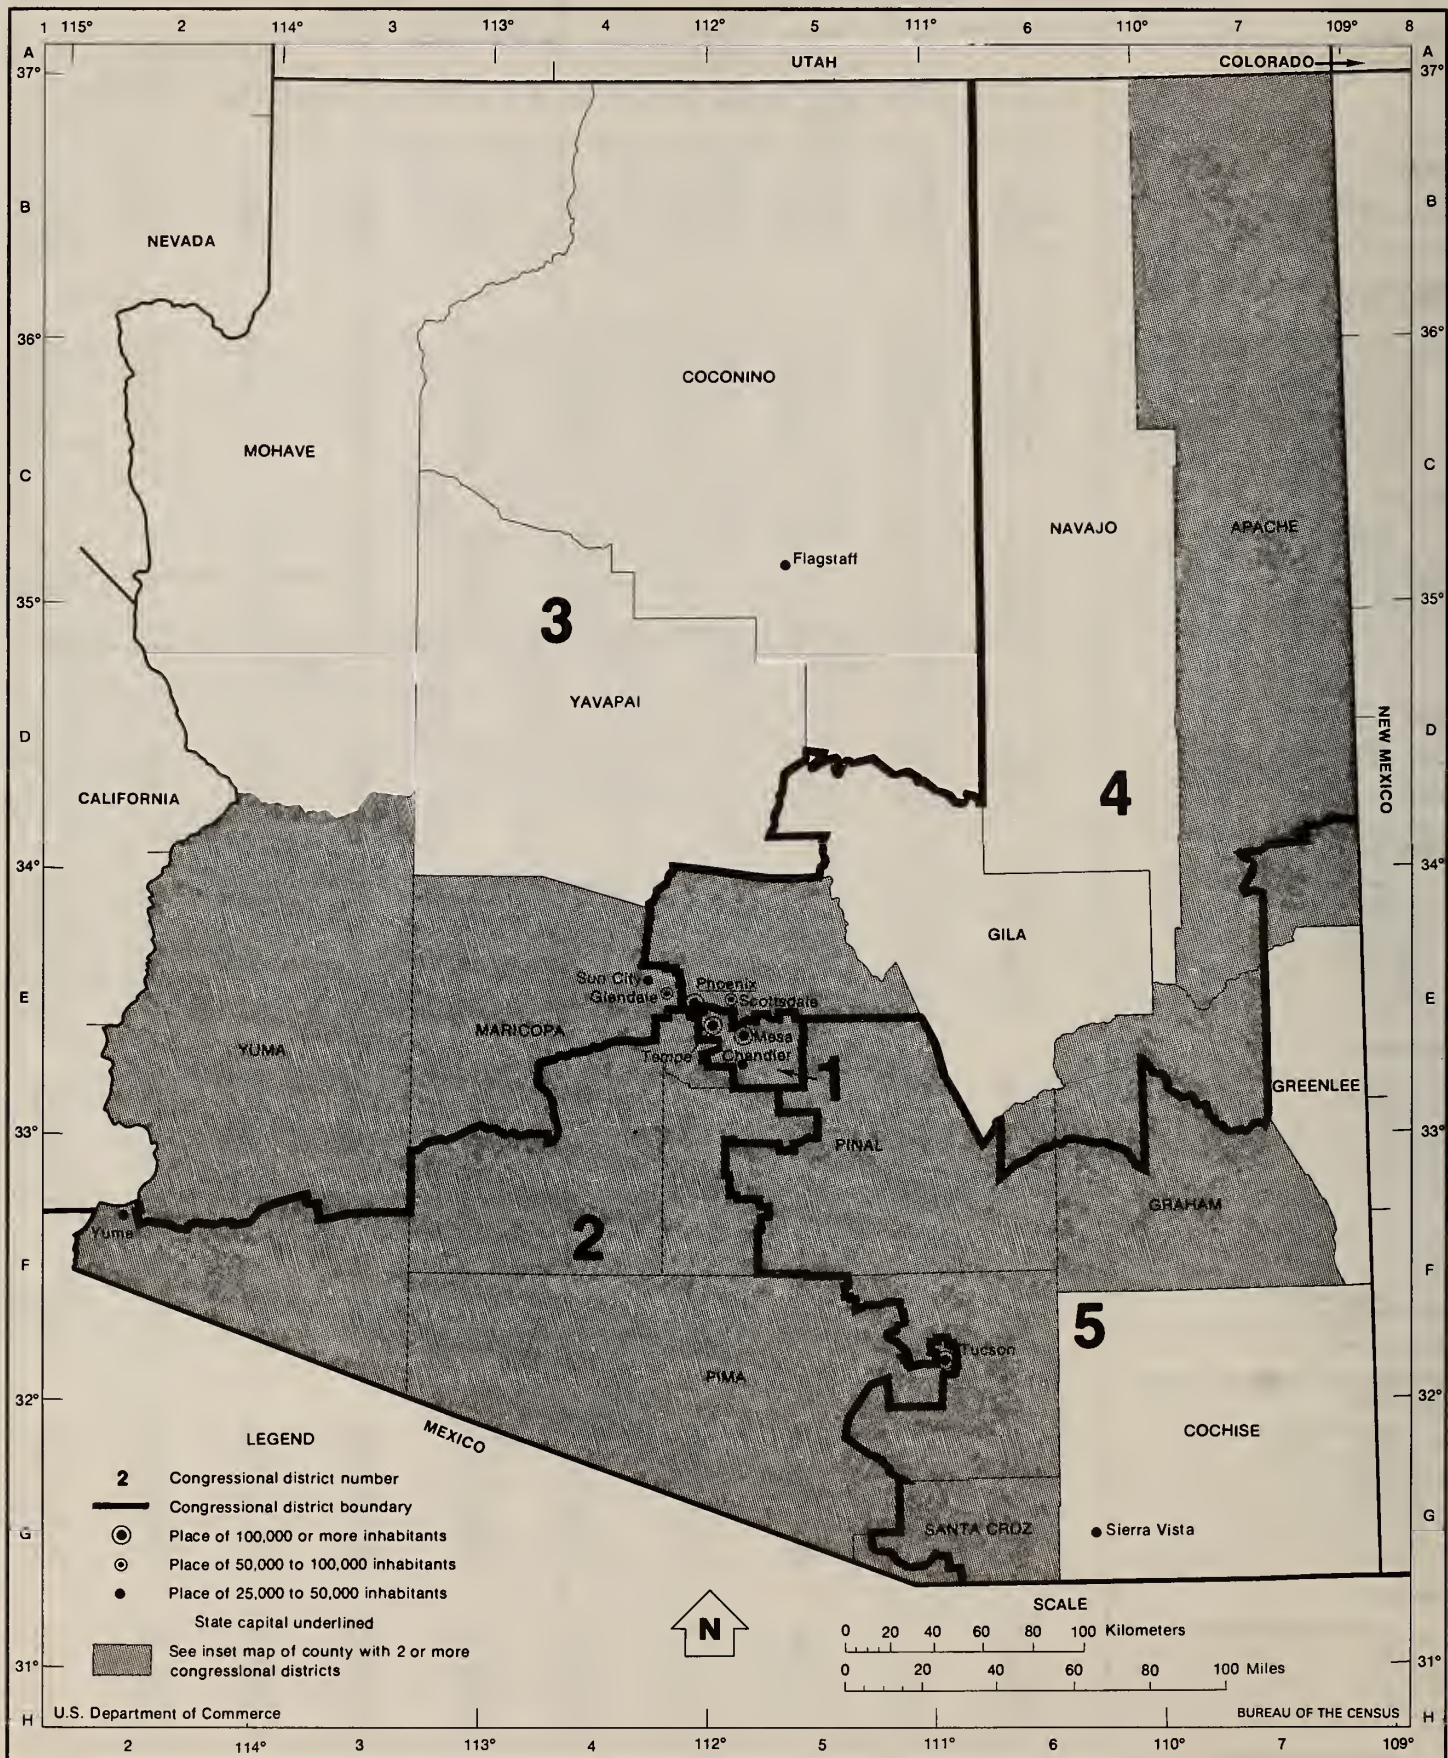 1 115° 2 114° 3 113° 4 112° 5 111° 6 110° 7 109° 8
A UTAH COLORADO A
37° 37°
B B
NEVADA
36° 36°
COCONINO
MOHAVE
C C
NAVAJO APACHE
Flagstaff
35° 35°
3
YAVAPAI
D D
NEW MEXICO
CALIFORNIA
4
34° 34°
GILA
Sun City Phoenix
Glendale Scottsdale
E E
MARICOPA
Mesa
YUMA
Tempe Chandler
1
GREENLEE
33° 33°
PINAL
GRAHAM
Yuma
2
F F
5
Tucson
PIMA
32° 32°
MEXICO
COCHISE
LEGEND
2 Congressional district number
Congressional district boundary
G Place of 100,000 or more inhabitants G
SANTA CRUZ
Sierra Vista
Place of 50,000 to 100,000 inhabitants
Place of 25,000 to 50,000 inhabitants
State capital underlined
See inset map of county with 2 or more
congressional districts
N
SCALE
0 20 40 60 80 100 Kilometers
0 20 40 60 80 100 Miles
31° 31°
H U.S. Department of Commerce BUREAU OF THE CENSUS H
2 114° 3 113° 4 112° 5 111° 6 110° 7 109°